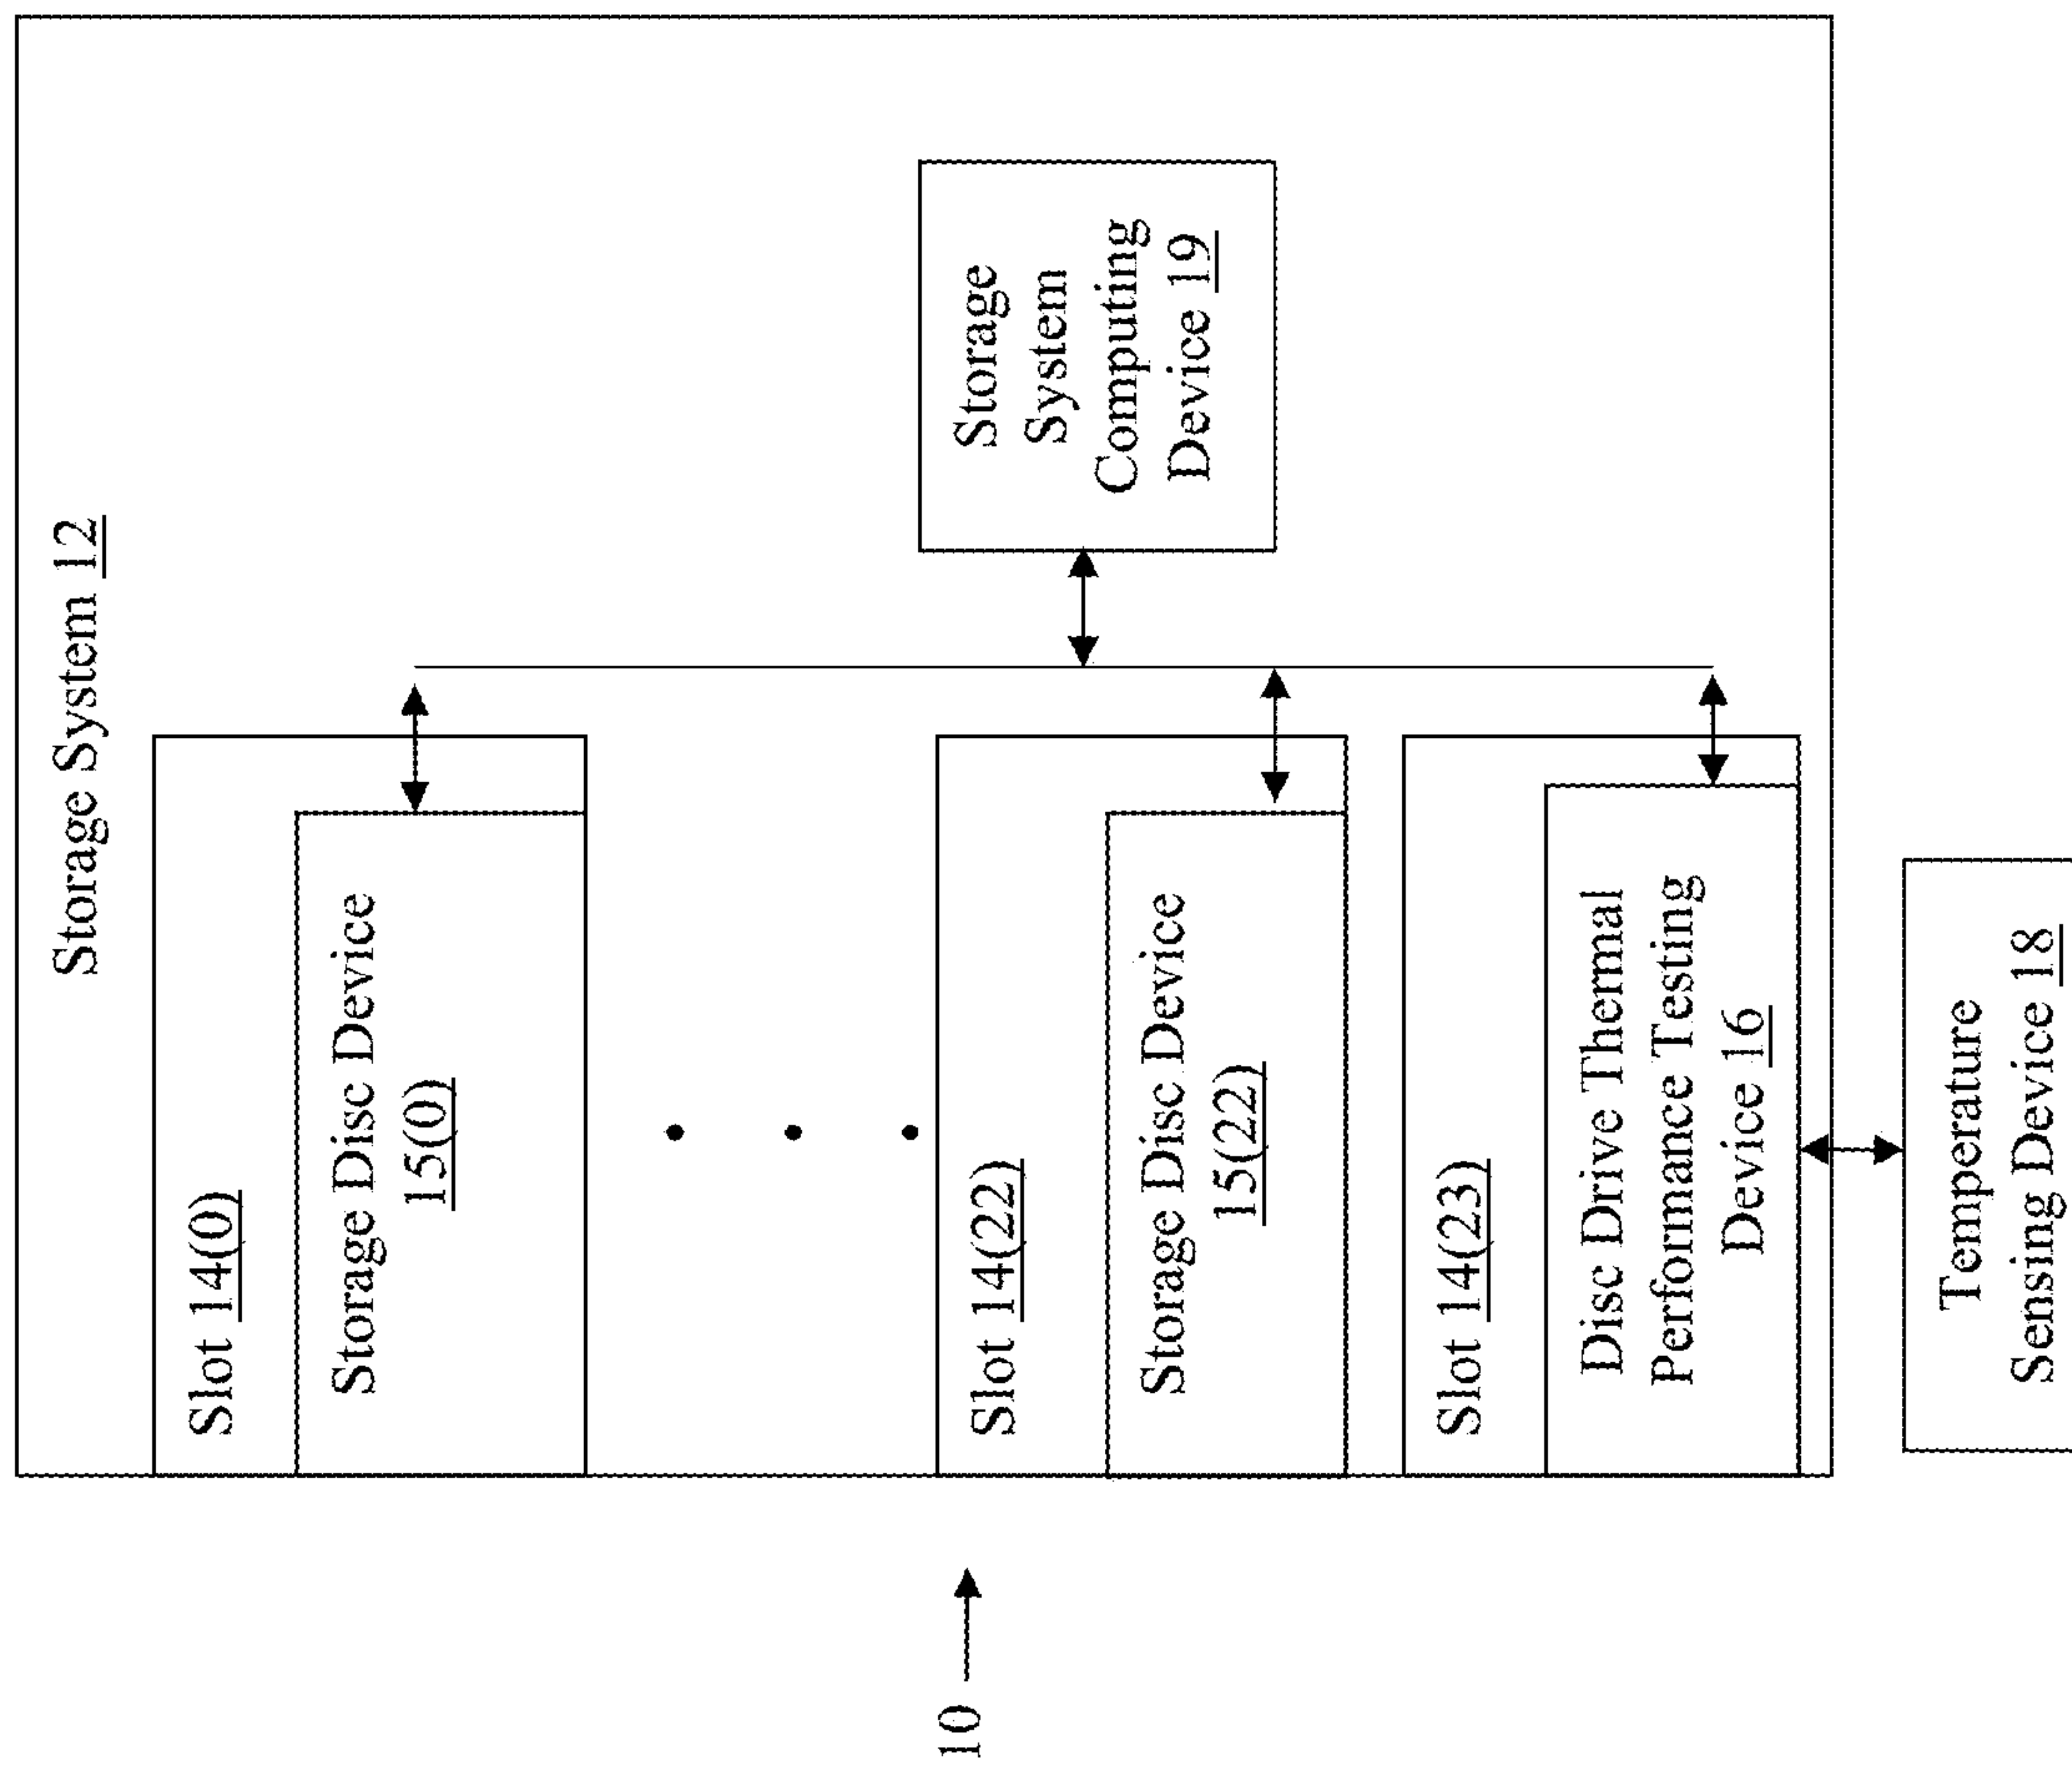 Storage System 12
Slot 14(0)
Storage Disc Device
15(0)
Slot 14(22)
Storage Disc Device
15(22)
Slot 14(23)
Disc Drive Thermal
Performance Testing
Device 16
Storage
System
Computing
Device 19
Temperature
Sensing Device 18
10